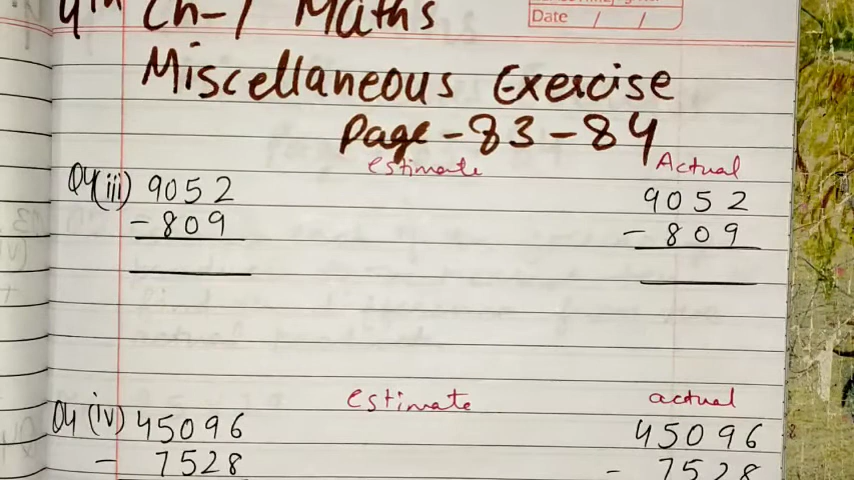 4th Ch-1 Maths
Date / /
Miscellaneous Exercise
Page-83-84
estimate Actual
Q4(iii) 9052 9052
- 809 - 809
estimate actual
Q4 (iv) 45096 45096
- 7528 - 7528